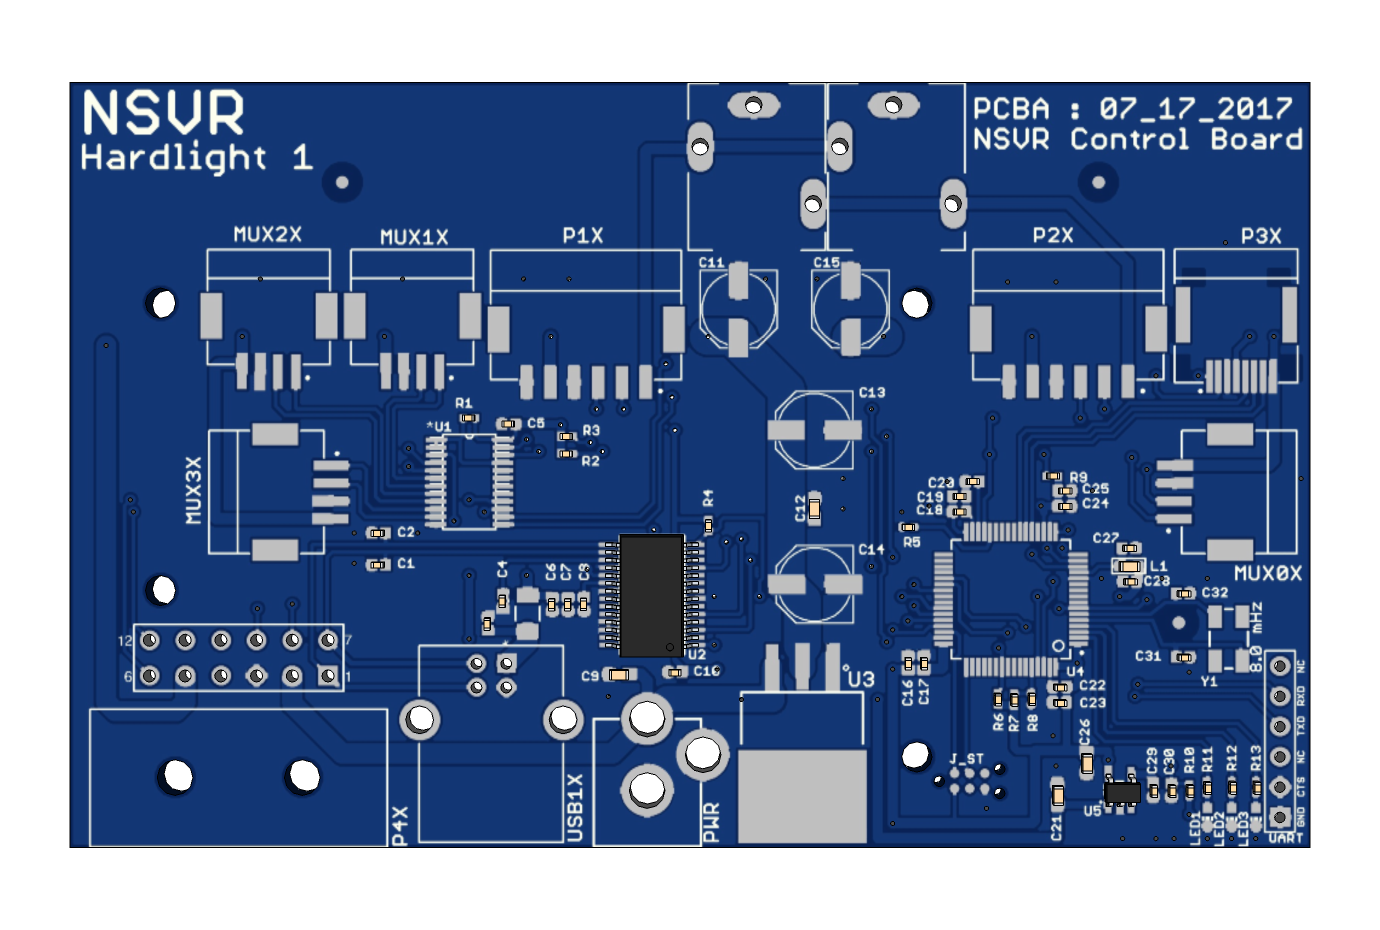 NSVR
Hardlight 1
PCBA : 07_17_2017
NSVR Control Board
MUX2X
MUX1X
P1X
P2X
P3X
C11
C15
C13
R1
*U1
C5
R3
R2
MUX3X
C2
C1
R4
C12
C14
C19
C18
R5
R9
C25
C24
C27
L1
C28
MUX0X
C32
8.0 mHz
C31
Y1
C4
C6
C7
U2
C9
C10
U3
12
7
6
1
C16
C17
U4
C22
C23
R6
R7
R8
J_ST
C26
C21
U5
C29
C30
R10
R11
R12
R13
LED1
LED2
LED3
NC
RXD
TXD
NC
CTS
GND
UART
P4X
USB1X
PWR